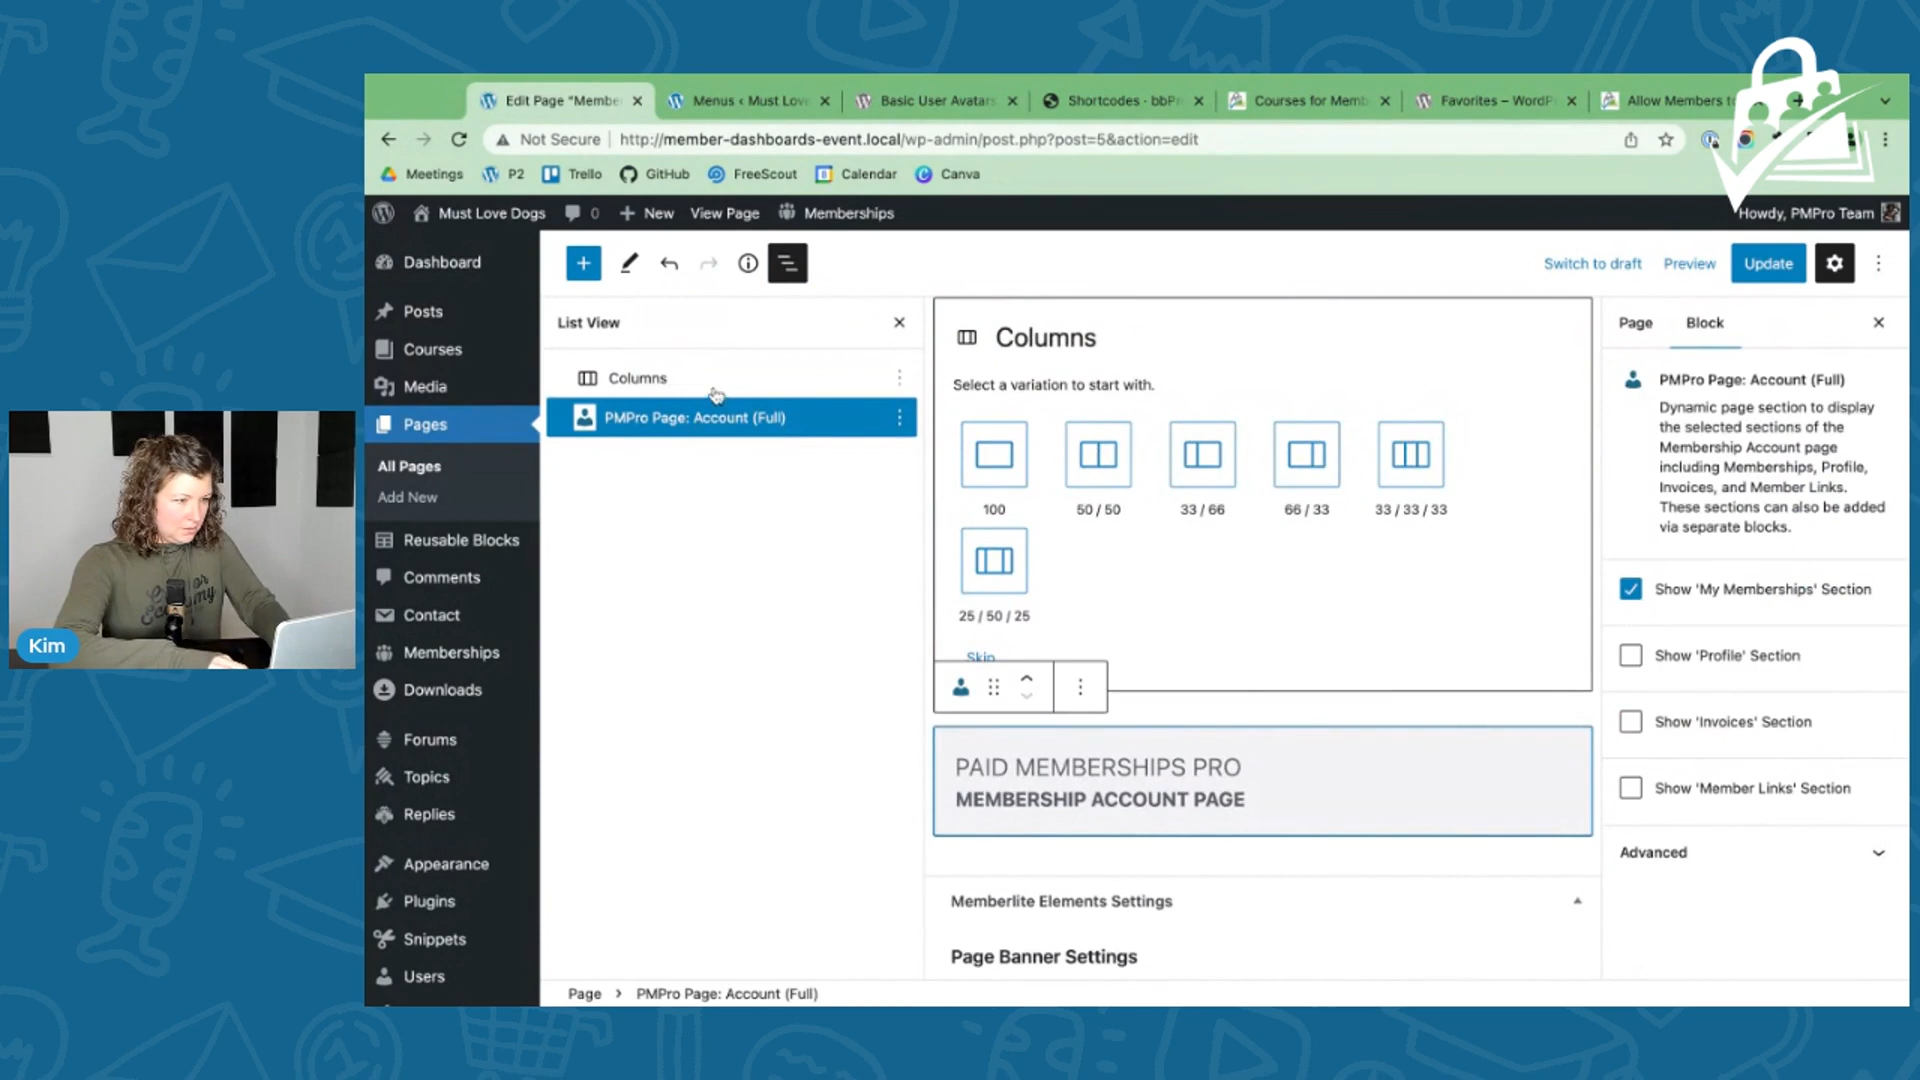 Edit Page "Membe
Menus ‹ Must Love
Basic User Avatars
Shortcodes · bbPr
Courses for Memb
Favorites – WordP
Allow Members to
Not Secure
http://member-dashboards-event.local/wp-admin/post.php?post=5&action=edit
Meetings
P2
Trello
GitHub
FreeScout
Calendar
Canva
Must Love Dogs
0
New
View Page
Memberships
Howdy, PMPro Team
Dashboard
Posts
Courses
Media
Pages
All Pages
Add New
Reusable Blocks
Comments
Contact
Memberships
Downloads
Forums
Topics
Replies
Appearance
Plugins
Snippets
Users
Switch to draft
Preview
Update
List View
Columns
PMPro Page: Account (Full)
Columns
Select a variation to start with.
100
50 / 50
33 / 66
66 / 33
33 / 33 / 33
25 / 50 / 25
Skip
PAID MEMBERSHIPS PRO
MEMBERSHIP ACCOUNT PAGE
Memberlite Elements Settings
Page Banner Settings
Page
Block
PMPro Page: Account (Full)
Dynamic page section to display
the selected sections of the
Membership Account page
including Memberships, Profile,
Invoices, and Member Links.
These sections can also be added
via separate blocks.
Show 'My Memberships' Section
Show 'Profile' Section
Show 'Invoices' Section
Show 'Member Links' Section
Advanced
Page › PMPro Page: Account (Full)
Kim